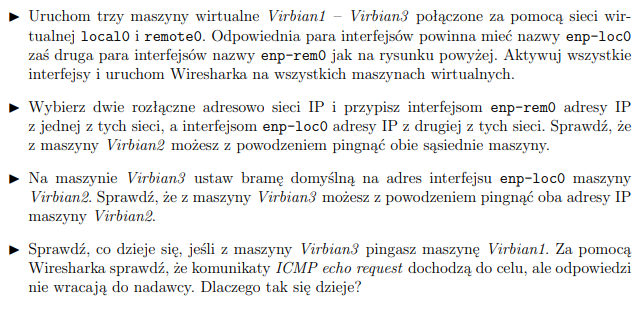 ▶ Uruchom trzy maszyny wirtualne Virbian1 – Virbian3 połączone za pomocą sieci wir-
tualnej local0 i remote0. Odpowiednia para interfejsów powinna mieć nazwy enp-loc0
zaś druga para interfejsów nazwy enp-rem0 jak na rysunku powyżej. Aktywuj wszystkie
interfejsy i uruchom Wiresharka na wszystkich maszynach wirtualnych.
▶ Wybierz dwie rozłączne adresowo sieci IP i przypisz interfejsom enp-rem0 adresy IP
z jednej z tych sieci, a interfejsom enp-loc0 adresy IP z drugiej z tych sieci. Sprawdź, że
z maszyny Virbian2 możesz z powodzeniem pingnąć obie sąsiednie maszyny.
▶ Na maszynie Virbian3 ustaw bramę domyślną na adres interfejsu enp-loc0 maszyny
Virbian2. Sprawdź, że z maszyny Virbian3 możesz z powodzeniem pingnąć oba adresy IP
maszyny Virbian2.
▶ Sprawdź, co dzieje się, jeśli z maszyny Virbian3 pingasz maszynę Virbian1. Za pomocą
Wiresharka sprawdź, że komunikaty ICMP echo request dochodzą do celu, ale odpowiedzi
nie wracają do nadawcy. Dlaczego tak się dzieje?